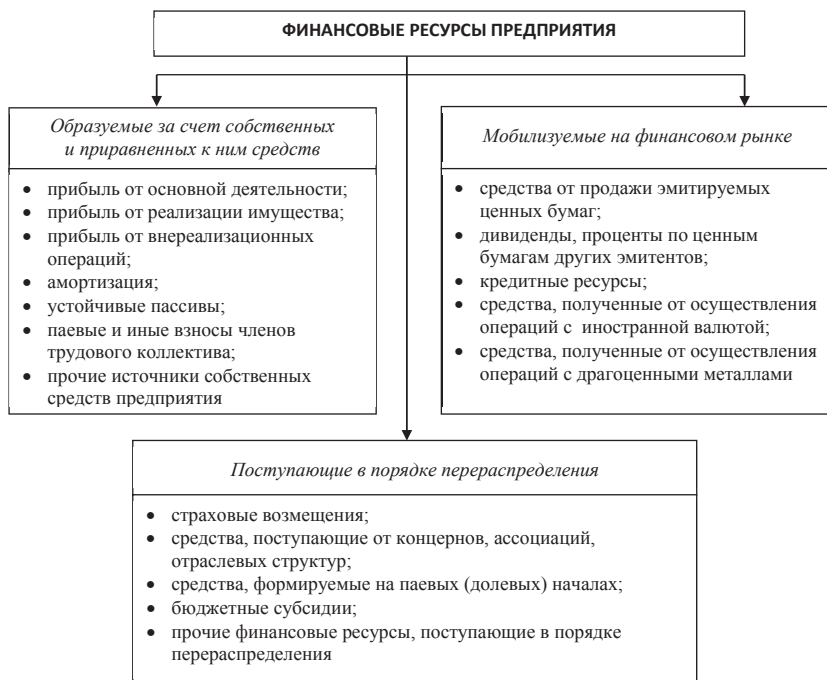 ФИНАНСОВЫЕ РЕСУРСЫ ПРЕДПРИЯТИЯ
Образуемые за счет собственных
и приравненных к ним средств
• прибыль от основной деятельности;
• прибыль от реализации имущества;
• прибыль от внереализационных
операций;
• амортизация;
• устойчивые пассивы;
• паевые и иные взносы членов
трудового коллектива;
• прочие источники собственных
средств предприятия
Мобилизуемые на финансовом рынке
• средства от продажи эмитируемых
ценных бумаг;
• дивиденды, проценты по ценным
бумагам других эмитентов;
• кредитные ресурсы;
• средства, полученные от осуществления
операций с иностранной валютой;
• средства, полученные от осуществления
операций с драгоценными металлами
Поступающие в порядке перераспределения
• страховые возмещения;
• средства, поступающие от концернов, ассоциаций,
отраслевых структур;
• средства, формируемые на паевых (долевых) началах;
• бюджетные субсидии;
• прочие финансовые ресурсы, поступающие в порядке
перераспределения